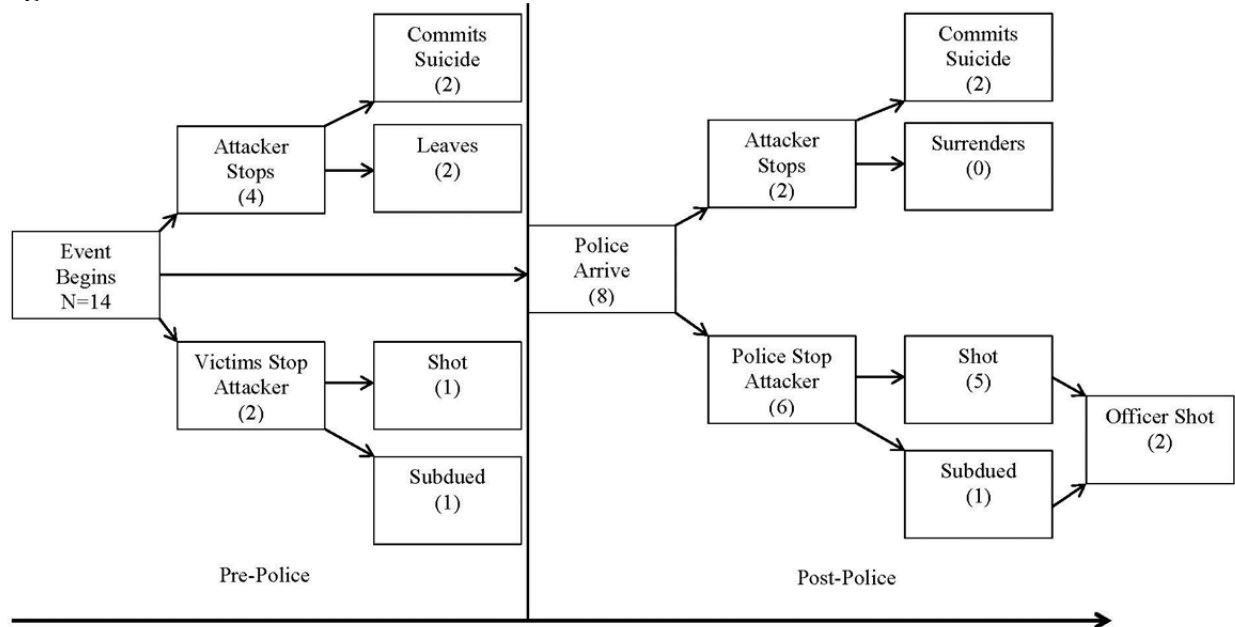 Commits
Suicide
(2)
Attacker
Stops
(4)
Leaves
(2)
Event
Begins
N=14
Victims Stop
Attacker
(2)
Shot
(1)
Subdued
(1)
Pre-Police
Police
Arrive
(8)
Commits
Suicide
(2)
Attacker
Stops
(2)
Surrenders
(0)
Police Stop
Attacker
(6)
Shot
(5)
Officer Shot
(2)
Subdued
(1)
Post-Police